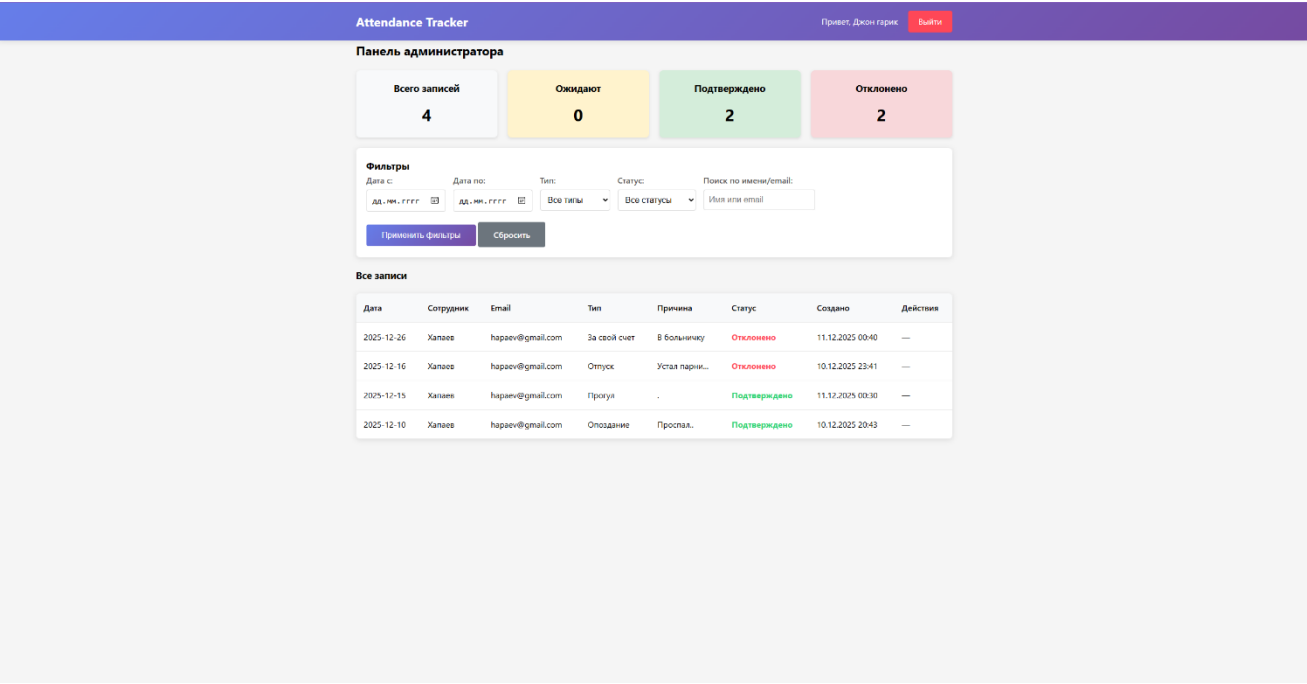 Attendance Tracker
Привет, Джон гарик
Выйти
Панель администратора
Всего записей
4
Ожидают
0
Подтверждено
2
Отклонено
2
Фильтры
Дата с: Дата по: Тип: Статус: Поиск по имени/email:
дд.мм.гггг дд.мм.гггг Все типы Все статусы Имя или email
Применить фильтры Сбросить
Все записи
Дата Сотрудник Email Тип Причина Статус Создано Действия
2025-12-26 Хапаев hapaev@gmail.com За свой счет В больничку Отклонено 11.12.2025 00:40 —
2025-12-16 Хапаев hapaev@gmail.com Отпуск Устал парни... Отклонено 10.12.2025 23:41 —
2025-12-15 Хапаев hapaev@gmail.com Прогул . Подтверждено 11.12.2025 00:30 —
2025-12-10 Хапаев hapaev@gmail.com Опоздание Проспал.. Подтверждено 10.12.2025 20:43 —